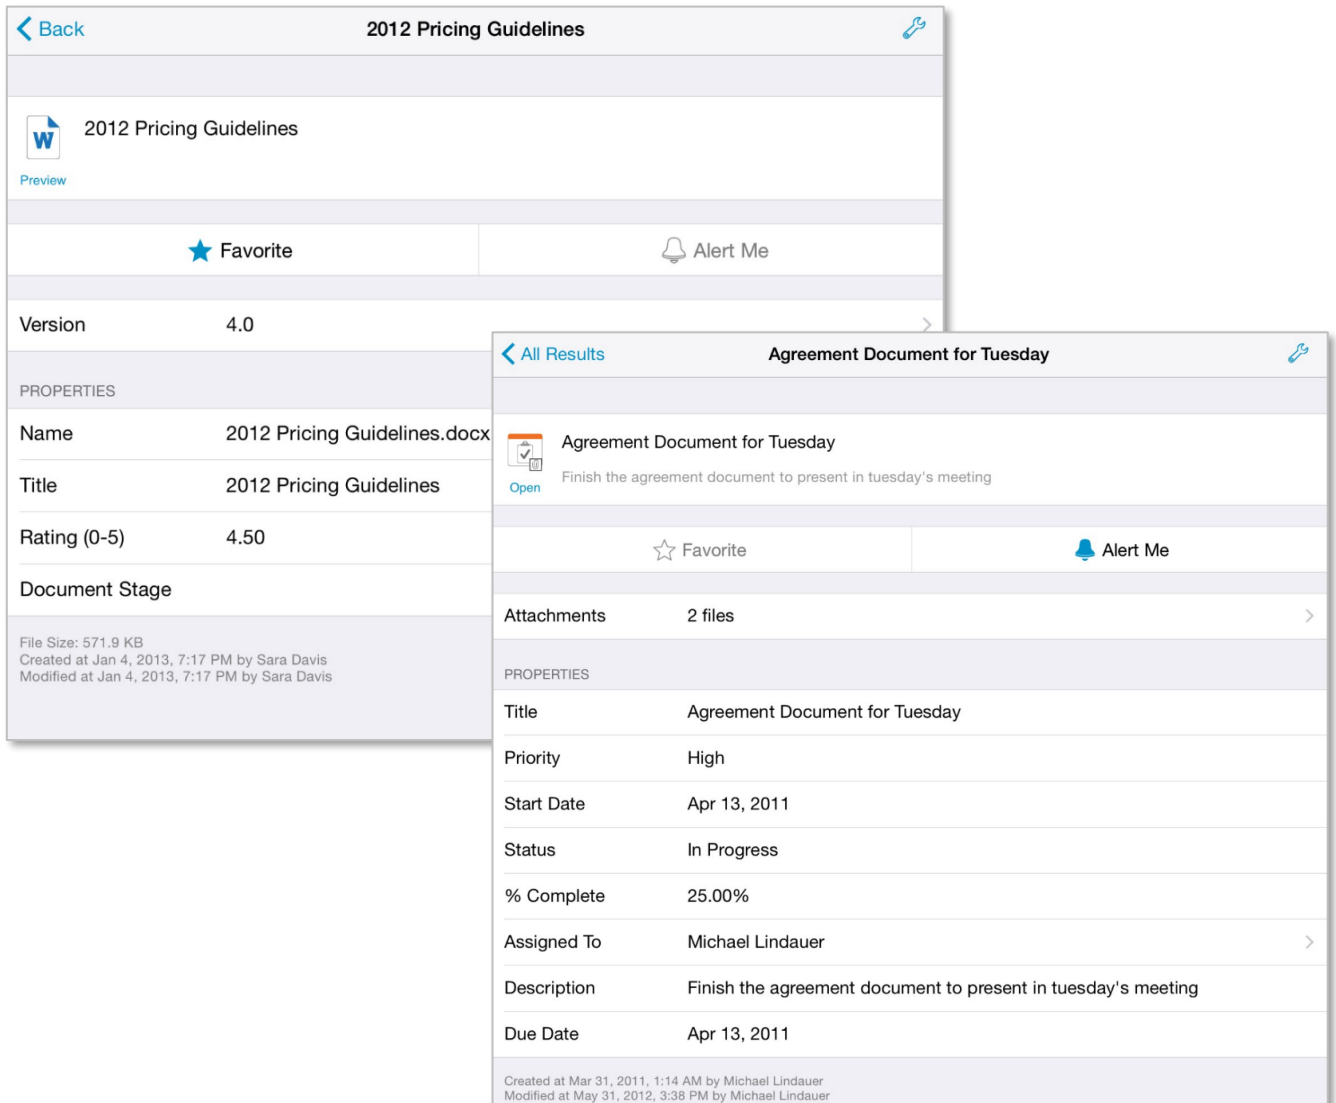 Back
2012 Pricing Guidelines
W
2012 Pricing Guidelines
Preview
Favorite
Alert Me
Version 4.0
PROPERTIES
Name 2012 Pricing Guidelines.docx
Title 2012 Pricing Guidelines
Rating (0-5) 4.50
Document Stage
File Size: 571.9 KB
Created at Jan 4, 2013, 7:17 PM by Sara Davis
Modified at Jan 4, 2013, 7:17 PM by Sara Davis
All Results
Agreement Document for Tuesday
Agreement Document for Tuesday
Finish the agreement document to present in tuesday's meeting
Open
Favorite
Alert Me
Attachments 2 files
PROPERTIES
Title Agreement Document for Tuesday
Priority High
Start Date Apr 13, 2011
Status In Progress
% Complete 25.00%
Assigned To Michael Lindauer
Description Finish the agreement document to present in tuesday's meeting
Due Date Apr 13, 2011
Created at Mar 31, 2011, 1:14 AM by Michael Lindauer
Modified at May 31, 2012, 3:38 PM by Michael Lindauer